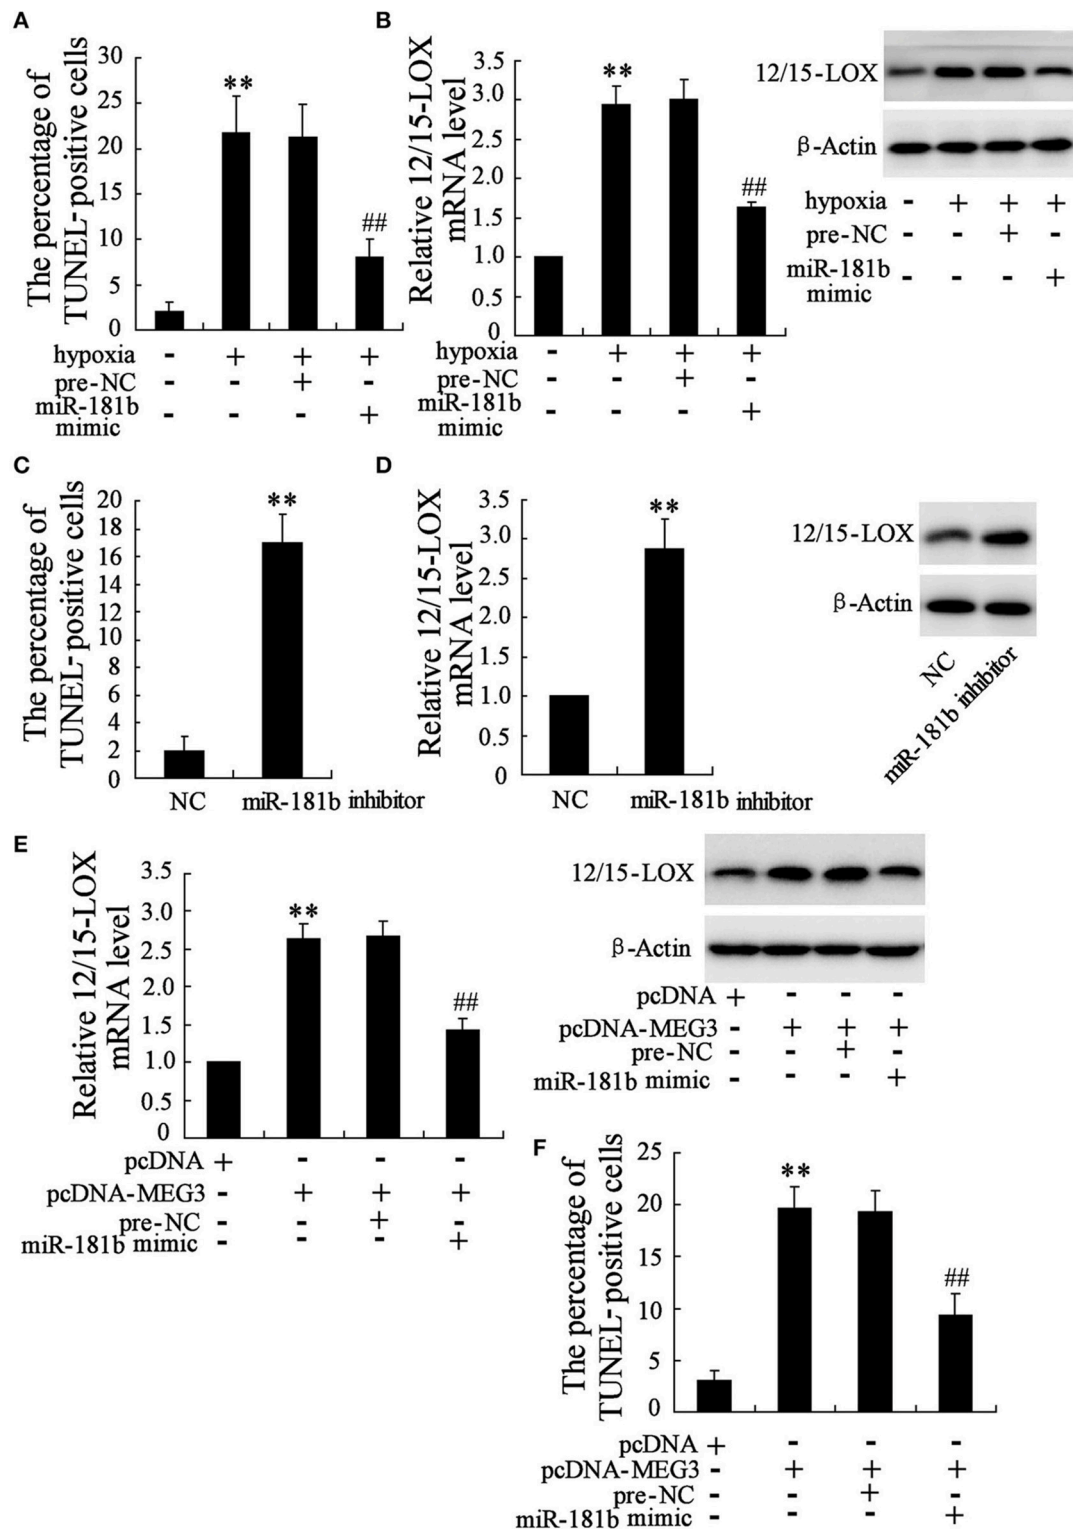 A
The percentage of
TUNEL-positive cells
30
25
20
15
10
5
0
**
##
hypoxia - + + +
pre-NC - - + -
miR-181b
mimic - - - +
B
Relative 12/15-LOX
mRNA level
3.5
3.0
2.5
2.0
1.5
1.0
0.5
0
**
##
hypoxia - + + +
pre-NC - - + -
miR-181b
mimic - - - +
12/15-LOX
β-Actin
hypoxia - + + +
pre-NC - - + -
miR-181b
mimic - - - +
C
The percentage of
TUNEL-positive cells
20
18
16
14
12
10
8
6
4
2
0
**
NC miR-181b inhibitor
D
Relative 12/15-LOX
mRNA level
3.5
3.0
2.5
2.0
1.5
1.0
0.5
0
**
NC miR-181b inhibitor
12/15-LOX
β-Actin
NC
miR-181b inhibitor
E
Relative 12/15-LOX
mRNA level
3.5
3.0
2.5
2.0
1.5
1.0
0.5
0
**
##
pcDNA + - - -
pcDNA-MEG3 - + + +
pre-NC - - + -
miR-181b mimic - - - +
12/15-LOX
β-Actin
pcDNA + - - -
pcDNA-MEG3 - + + +
pre-NC - - + -
miR-181b mimic - - - +
F
The percentage of
TUNEL-positive cells
25
20
15
10
5
0
**
##
pcDNA + - - -
pcDNA-MEG3 - + + +
pre-NC - - + -
miR-181b mimic - - - +